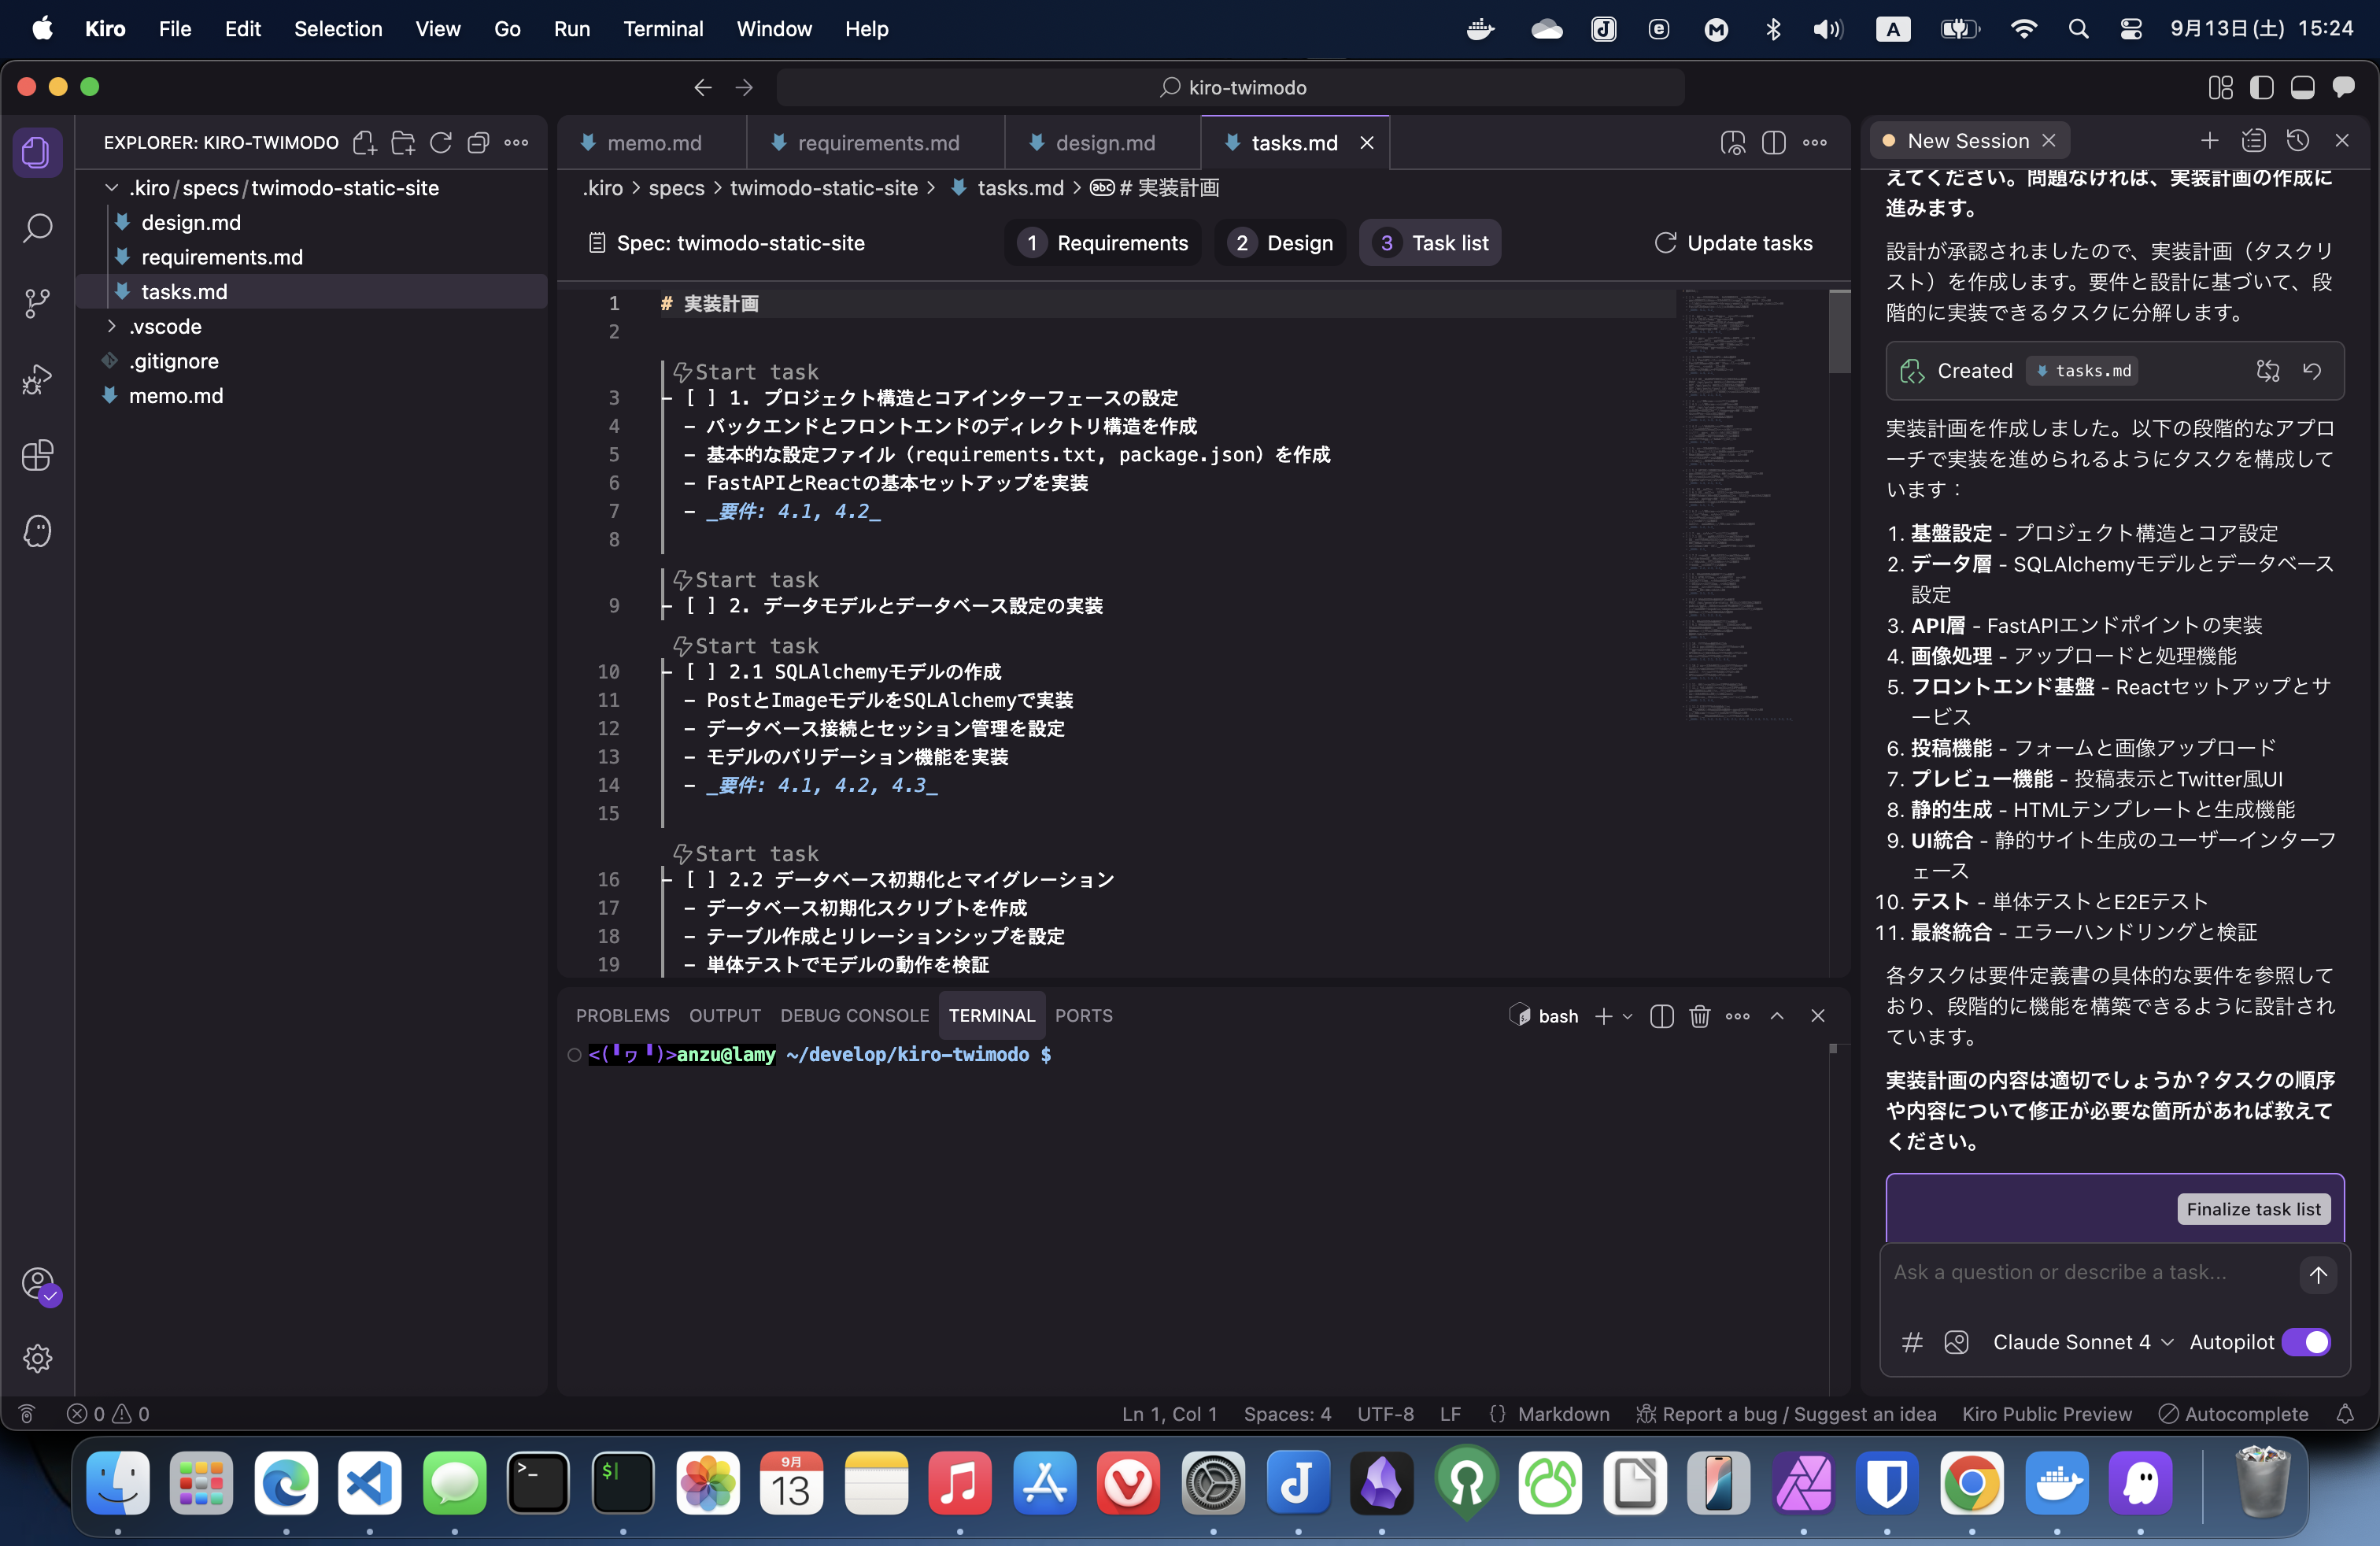 Kiro File Edit Selection View Go Run Terminal Window Help
A 9月13日(土) 15:24
kiro-twimodo
EXPLORER: KIRO-TWIMODO
.kiro/specs/twimodo-static-site
design.md
requirements.md
tasks.md
.vscode
.gitignore
memo.md
memo.md requirements.md design.md tasks.md
.kiro > specs > twimodo-static-site > tasks.md > abc # 実装計画
Spec: twimodo-static-site 1 Requirements 2 Design 3 Task list Update tasks
1 # 実装計画
2
Start task
3 - [ ] 1. プロジェクト構造とコアインターフェースの設定
4 - バックエンドとフロントエンドのディレクトリ構造を作成
5 - 基本的な設定ファイル（requirements.txt, package.json）を作成
6 - FastAPIとReactの基本セットアップを実装
7 - _要件: 4.1, 4.2_
8
Start task
9 - [ ] 2. データモデルとデータベース設定の実装
Start task
10 - [ ] 2.1 SQLAlchemyモデルの作成
11 - PostとImageモデルをSQLAlchemyで実装
12 - データベース接続とセッション管理を設定
13 - モデルのバリデーション機能を実装
14 - _要件: 4.1, 4.2, 4.3_
15
Start task
16 - [ ] 2.2 データベース初期化とマイグレーション
17 - データベース初期化スクリプトを作成
18 - テーブル作成とリレーションシップを設定
19 - 単体テストでモデルの動作を検証
PROBLEMS OUTPUT DEBUG CONSOLE TERMINAL PORTS
bash
<(╹ヮ╹)>anzu@lamy ~/develop/kiro-twimodo $
New Session
えてください。問題なければ、実装計画の作成に
進みます。
設計が承認されましたので、実装計画（タスクリ
スト）を作成します。要件と設計に基づいて、段
階的に実装できるタスクに分解します。
Created tasks.md
実装計画を作成しました。以下の段階的なアプロ
ーチで実装を進められるようにタスクを構成して
います：
1. 基盤設定 - プロジェクト構造とコア設定
2. データ層 - SQLAlchemyモデルとデータベース
設定
3. API層 - FastAPIエンドポイントの実装
4. 画像処理 - アップロードと処理機能
5. フロントエンド基盤 - Reactセットアップとサ
ービス
6. 投稿機能 - フォームと画像アップロード
7. プレビュー機能 - 投稿表示とTwitter風UI
8. 静的生成 - HTMLテンプレートと生成機能
9. UI統合 - 静的サイト生成のユーザーインターフ
ェース
10. テスト - 単体テストとE2Eテスト
11. 最終統合 - エラーハンドリングと検証
各タスクは要件定義書の具体的な要件を参照して
おり、段階的に機能を構築できるように設計され
ています。
実装計画の内容は適切でしょうか？タスクの順序
や内容について修正が必要な箇所があれば教えて
ください。
Finalize task list
Ask a question or describe a task...
# Claude Sonnet 4 Autopilot
0 0
Ln 1, Col 1 Spaces: 4 UTF-8 LF {} Markdown Report a bug / Suggest an idea Kiro Public Preview Autocomplete
9月
13